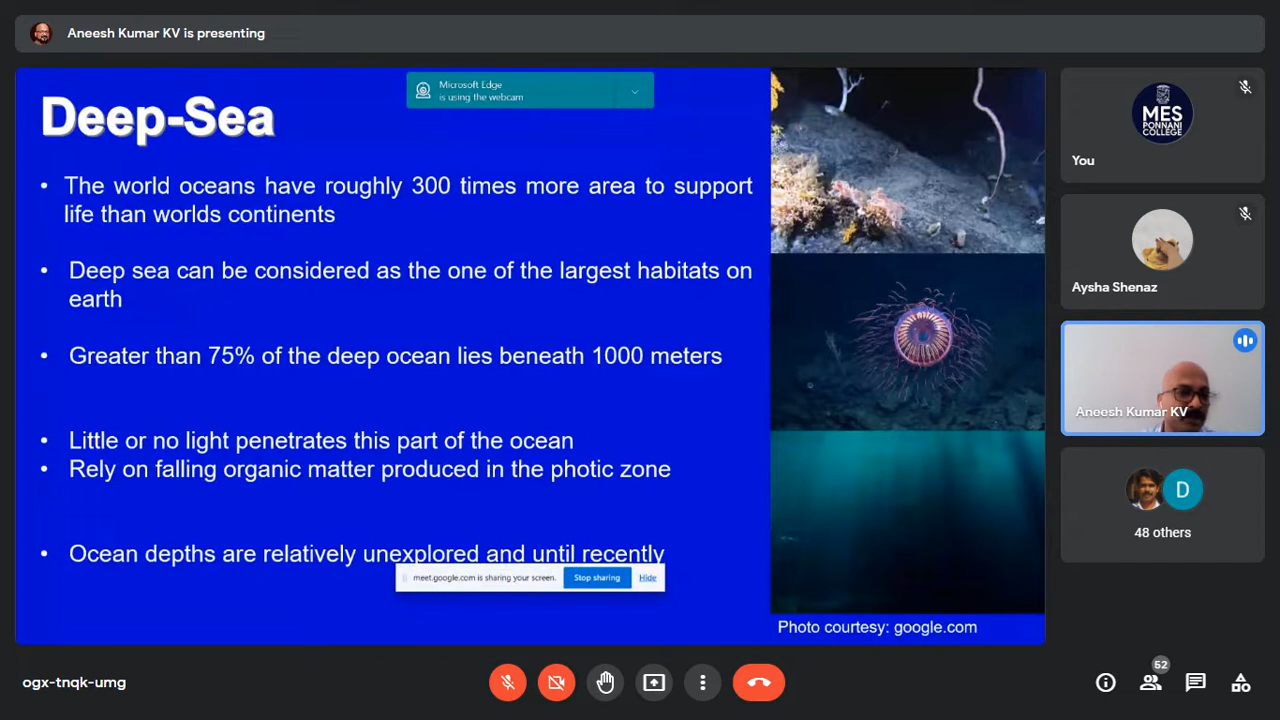 Aneesh Kumar KV is presenting
Microsoft Edge
is using the webcam
Deep-Sea
• The world oceans have roughly 300 times more area to support
life than worlds continents
• Deep sea can be considered as the one of the largest habitats on
earth
• Greater than 75% of the deep ocean lies beneath 1000 meters
• Little or no light penetrates this part of the ocean
• Rely on falling organic matter produced in the photic zone
• Ocean depths are relatively unexplored and until recently
meet.google.com is sharing your screen. Stop sharing Hide
Photo courtesy: google.com
MES
PONNANI
COLLEGE
You
Aysha Shenaz
Aneesh Kumar KV
D
48 others
ogx-tnqk-umg
52